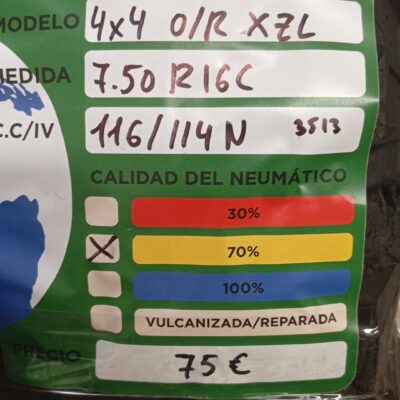 MODELO 4x4 O/R XZL
MEDIDA 7.50 R16C
C.C/IV 116/114 N 3513
CALIDAD DEL NEUMÁTICO
30%
X 70%
100%
VULCANIZADA/REPARADA
PRECIO 75 €